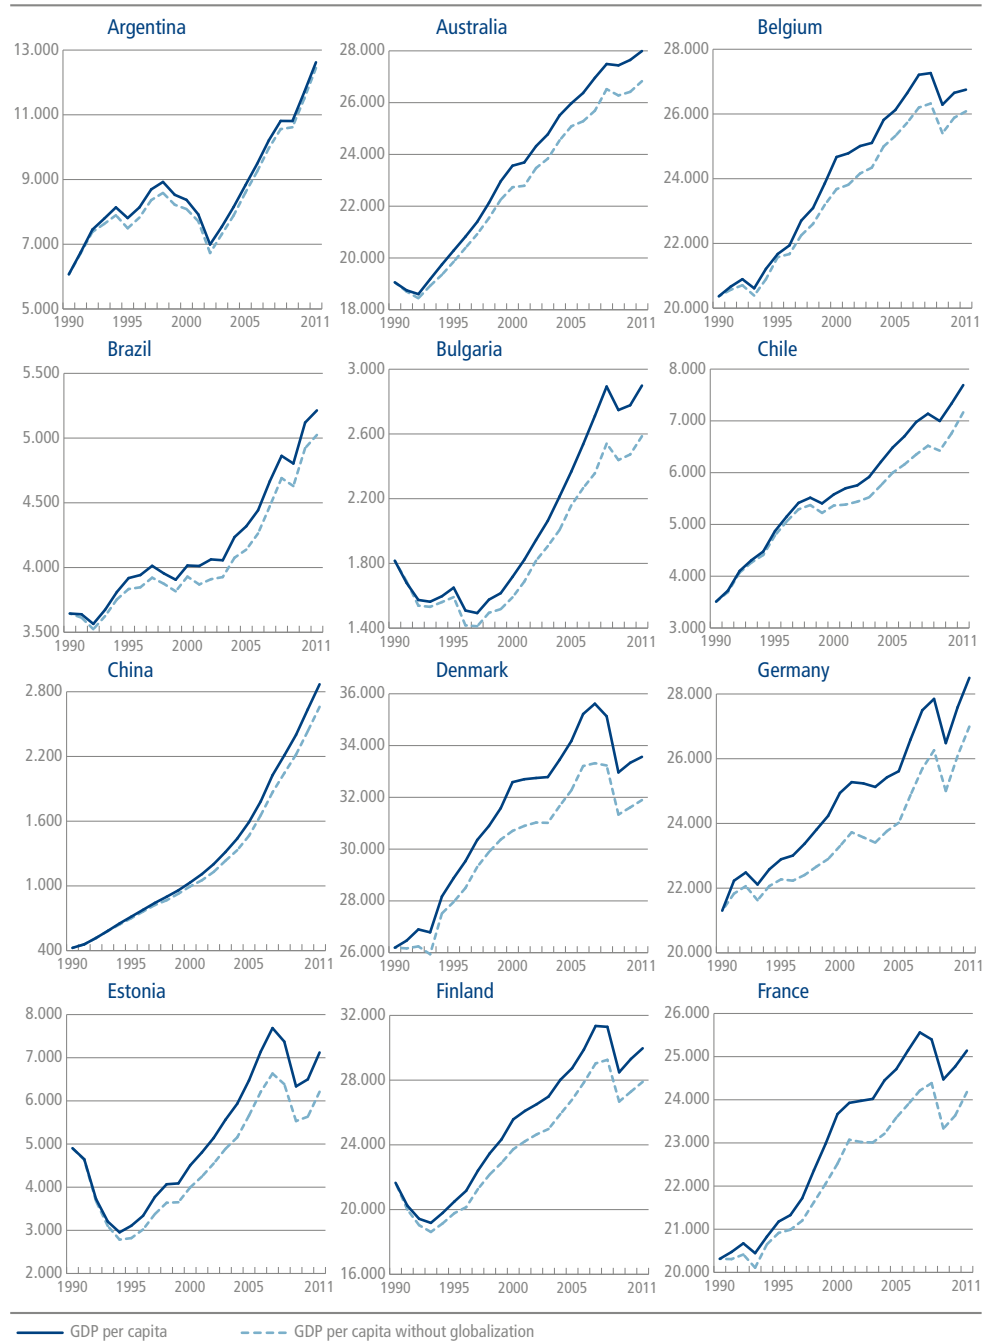 Argentina
13.000
11.000
9.000
7.000
5.000
1990 1995 2000 2005 2011
Australia
28.000
26.000
24.000
22.000
20.000
18.000
1990 1995 2000 2005 2011
Belgium
28.000
26.000
24.000
22.000
20.000
1990 1995 2000 2005 2011
Brazil
5.500
5.000
4.500
4.000
3.500
1990 1995 2000 2005 2011
Bulgaria
3.000
2.600
2.200
1.800
1.400
1990 1995 2000 2005 2011
Chile
8.000
7.000
6.000
5.000
4.000
3.000
1990 1995 2000 2005 2011
China
2.800
2.200
1.600
1.000
400
1990 1995 2000 2005 2011
Denmark
36.000
34.000
33.000
32.000
30.000
28.000
26.000
1990 1995 2000 2005 2011
Germany
28.000
26.000
24.000
22.000
20.000
1990 1995 2000 2005 2011
Estonia
8.000
7.000
6.000
5.000
4.000
3.000
2.000
1990 1995 2000 2005 2011
Finland
32.000
28.000
24.000
20.000
16.000
1990 1995 2000 2005 2011
France
26.000
25.000
24.000
23.000
22.000
21.000
20.000
1990 1995 2000 2005 2011
GDP per capita
GDP per capita without globalization